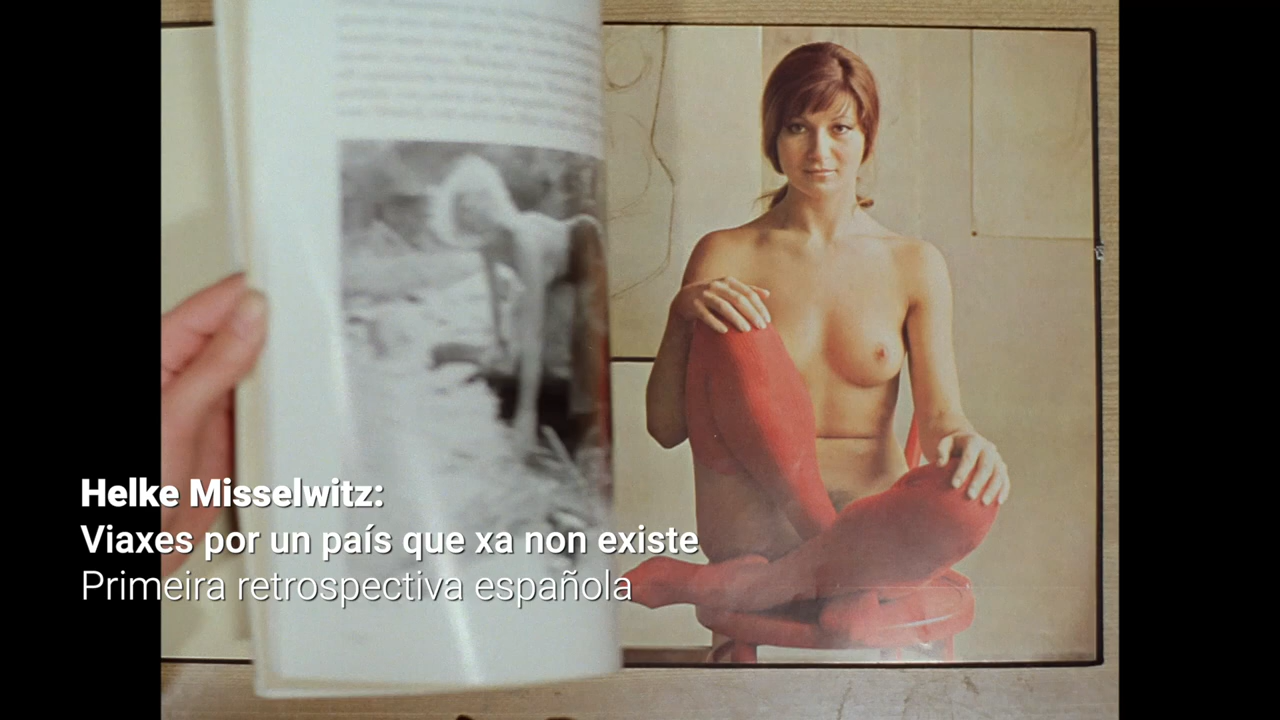 Helke Misselwitz:
Viaxes por un país que xa non existe
Primeira retrospectiva española